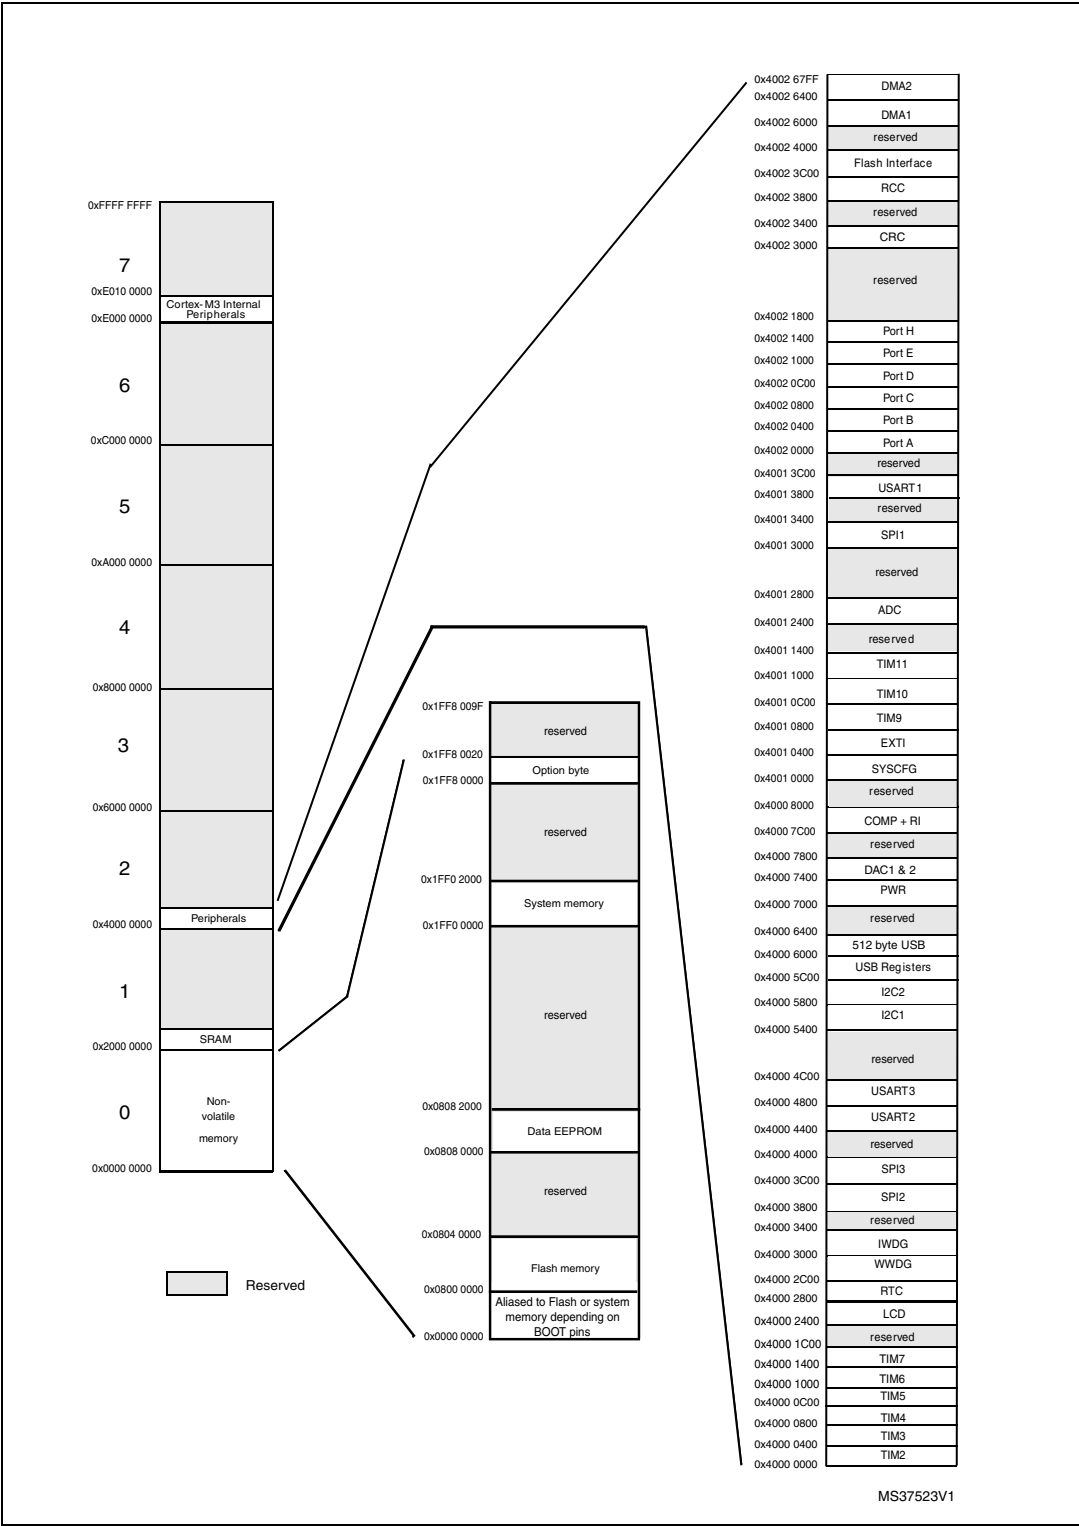 0xFFFF FFFF
7
0xE010 0000
Cortex-M3 Internal
Peripherals
0xE000 0000
6
0xC000 0000
5
0xA000 0000
4
0x8000 0000
3
0x6000 0000
2
Peripherals
0x4000 0000
1
SRAM
0x2000 0000
0
Non-
volatile
memory
0x0000 0000
Reserved
0x1FF8 009F
reserved
0x1FF8 0020
Option byte
0x1FF8 0000
reserved
0x1FF0 2000
System memory
0x1FF0 0000
reserved
0x0808 2000
Data EEPROM
0x0808 0000
reserved
0x0804 0000
Flash memory
0x0800 0000
Aliased to Flash or system
memory depending on
BOOT pins
0x0000 0000
0x4002 67FF
DMA2
0x4002 6400
DMA1
0x4002 6000
reserved
0x4002 4000
Flash Interface
0x4002 3C00
RCC
0x4002 3800
reserved
0x4002 3400
CRC
0x4002 3000
reserved
0x4002 1800
Port H
0x4002 1400
Port E
0x4002 1000
Port D
0x4002 0C00
Port C
0x4002 0800
Port B
0x4002 0400
Port A
0x4002 0000
reserved
0x4001 3C00
USART1
0x4001 3800
reserved
0x4001 3400
SPI1
0x4001 3000
reserved
0x4001 2800
ADC
0x4001 2400
reserved
0x4001 1400
TIM11
0x4001 1000
TIM10
0x4001 0C00
TIM9
0x4001 0800
EXTI
0x4001 0400
SYSCFG
0x4001 0000
reserved
0x4000 8000
COMP + RI
0x4000 7C00
reserved
0x4000 7800
DAC1 & 2
0x4000 7400
PWR
0x4000 7000
reserved
0x4000 6400
512 byte USB
0x4000 6000
USB Registers
0x4000 5C00
I2C2
0x4000 5800
I2C1
0x4000 5400
reserved
0x4000 4C00
USART3
0x4000 4800
USART2
0x4000 4400
reserved
0x4000 4000
SPI3
0x4000 3C00
SPI2
0x4000 3800
reserved
0x4000 3400
IWDG
0x4000 3000
WWDG
0x4000 2C00
RTC
0x4000 2800
LCD
0x4000 2400
reserved
0x4000 1C00
TIM7
0x4000 1400
TIM6
0x4000 1000
TIM5
0x4000 0C00
TIM4
0x4000 0800
TIM3
0x4000 0400
TIM2
0x4000 0000
MS37523V1